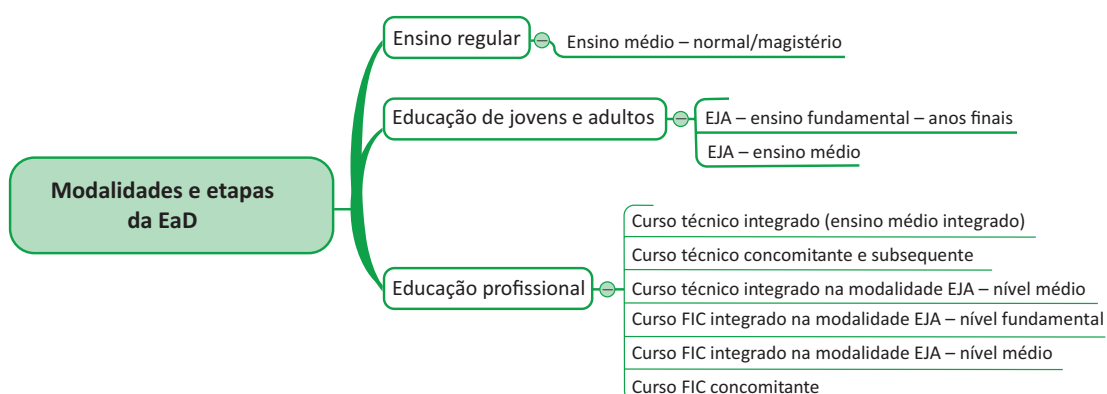 Modalidades e etapas
da EaD
Ensino regular
Ensino médio – normal/magistério
Educação de jovens e adultos
EJA – ensino fundamental – anos finais
EJA – ensino médio
Educação profissional
Curso técnico integrado (ensino médio integrado)
Curso técnico concomitante e subsequente
Curso técnico integrado na modalidade EJA – nível médio
Curso FIC integrado na modalidade EJA – nível fundamental
Curso FIC integrado na modalidade EJA – nível médio
Curso FIC concomitante